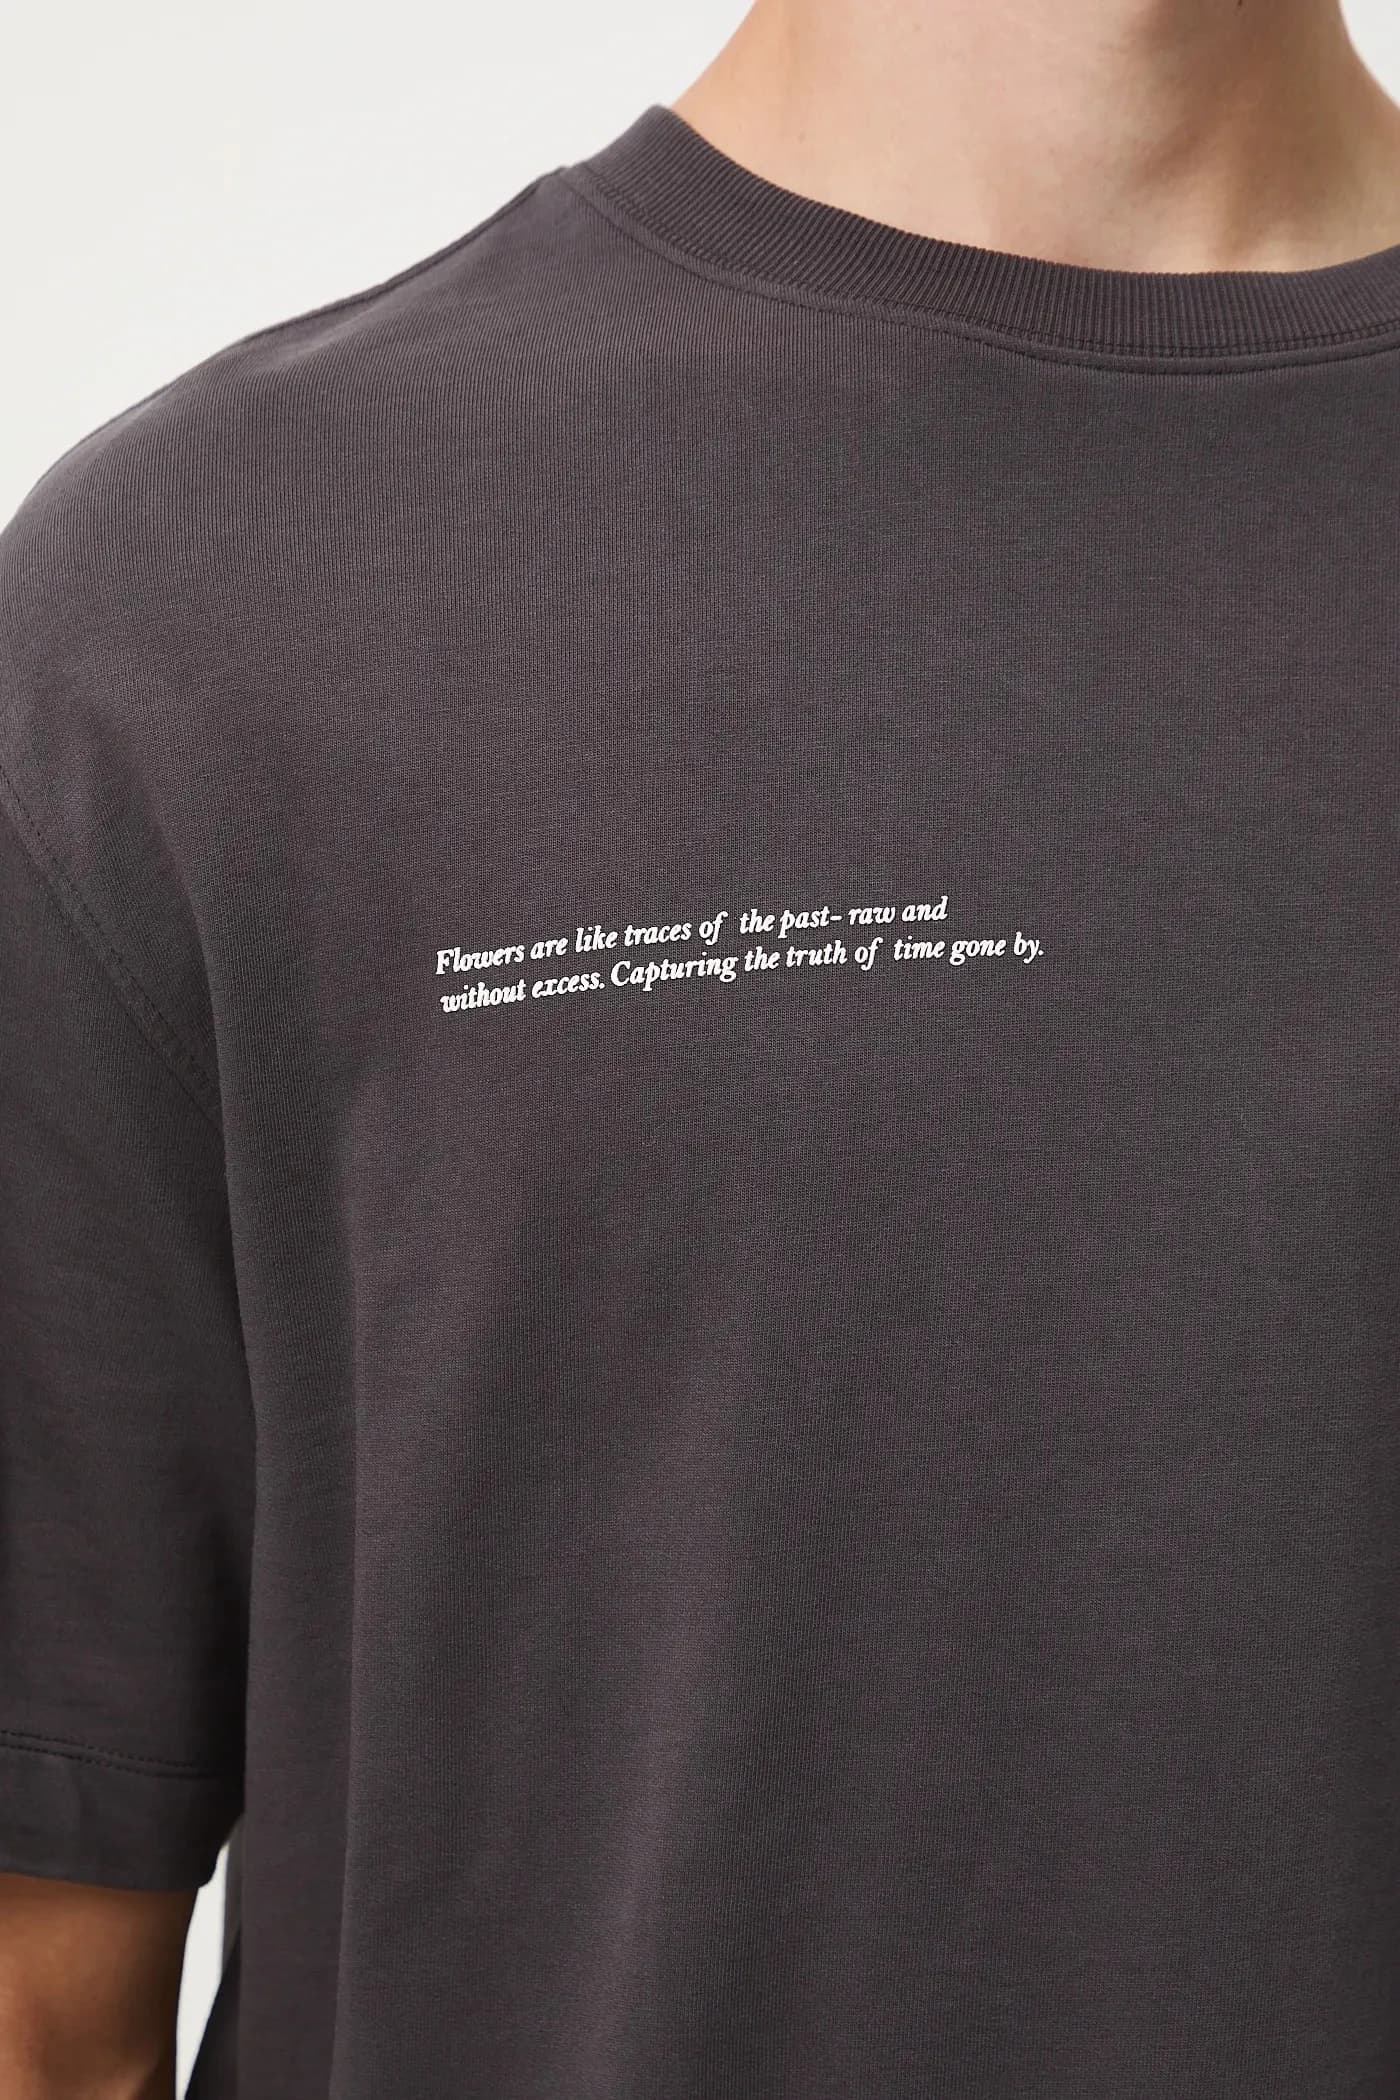 Flowers are like traces of the past- raw and
without excess. Capturing the truth of time gone by.